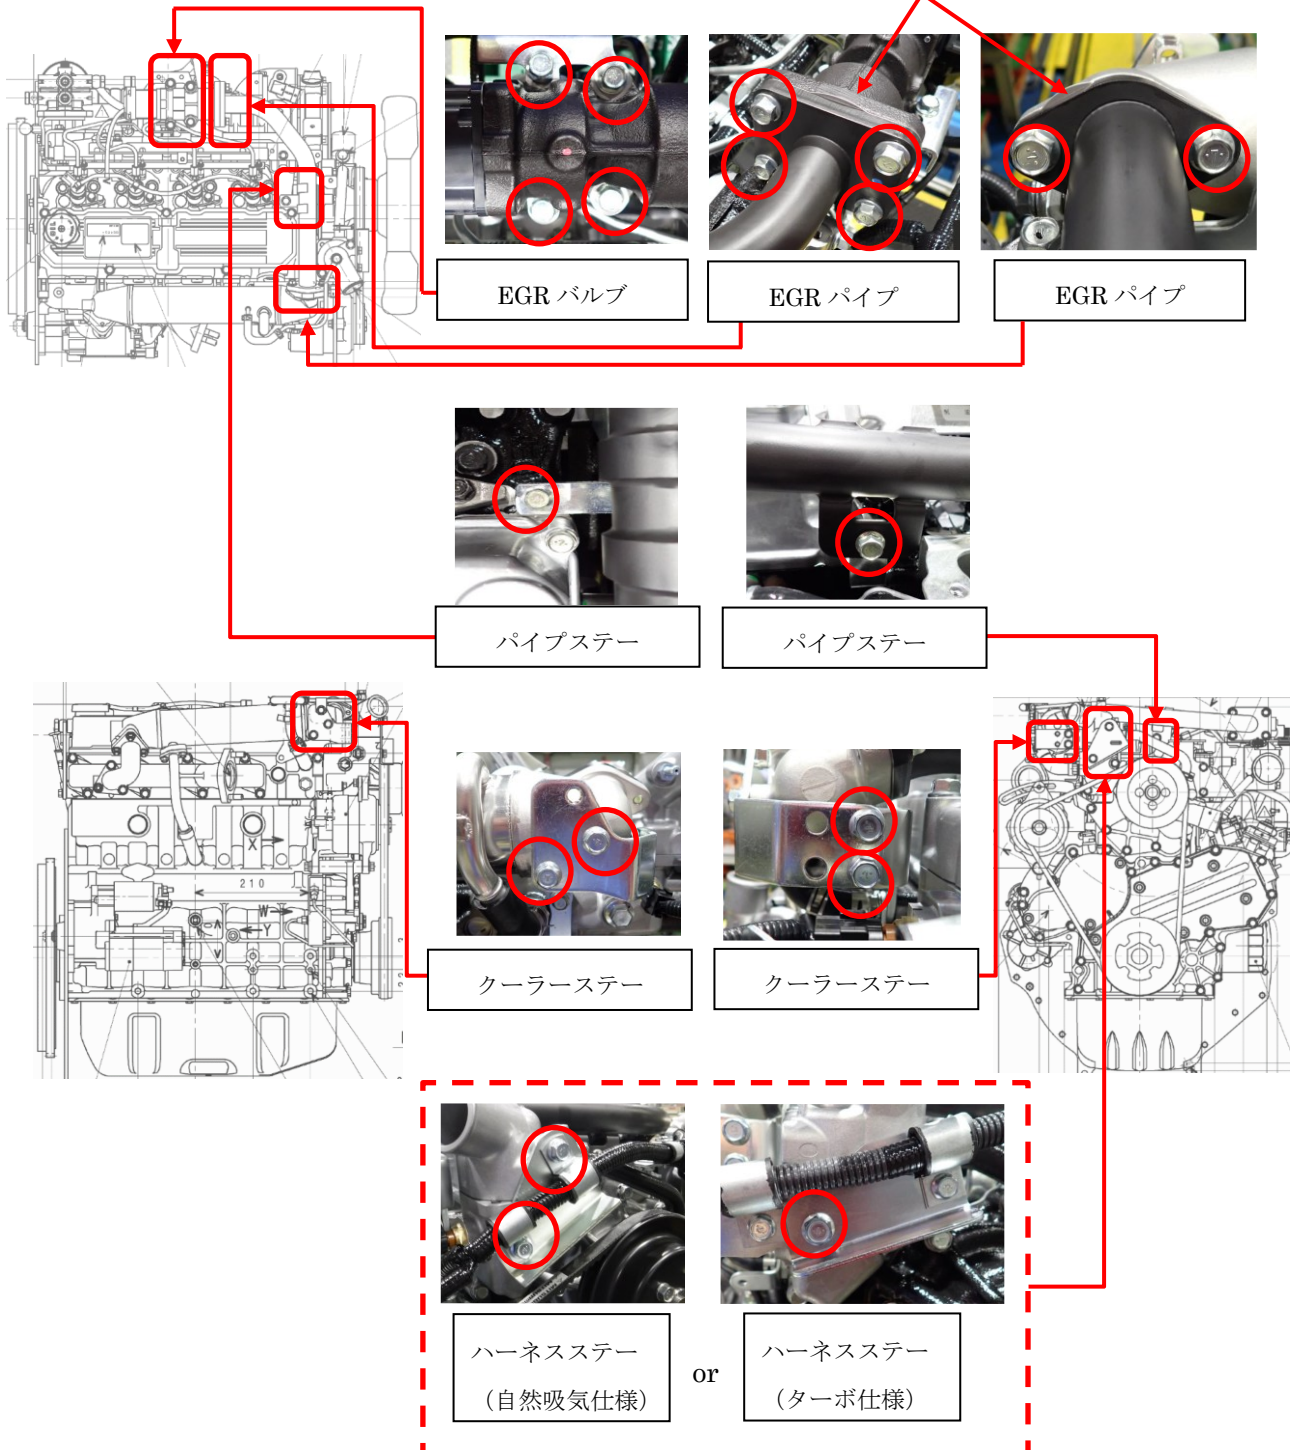 EGR バルブ
EGR パイプ
EGR パイプ
パイプステー
パイプステー
X
210
W
Y
クーラーステー
クーラーステー
ハーネスステー
（自然吸気仕様）
or
ハーネスステー
（ターボ仕様）